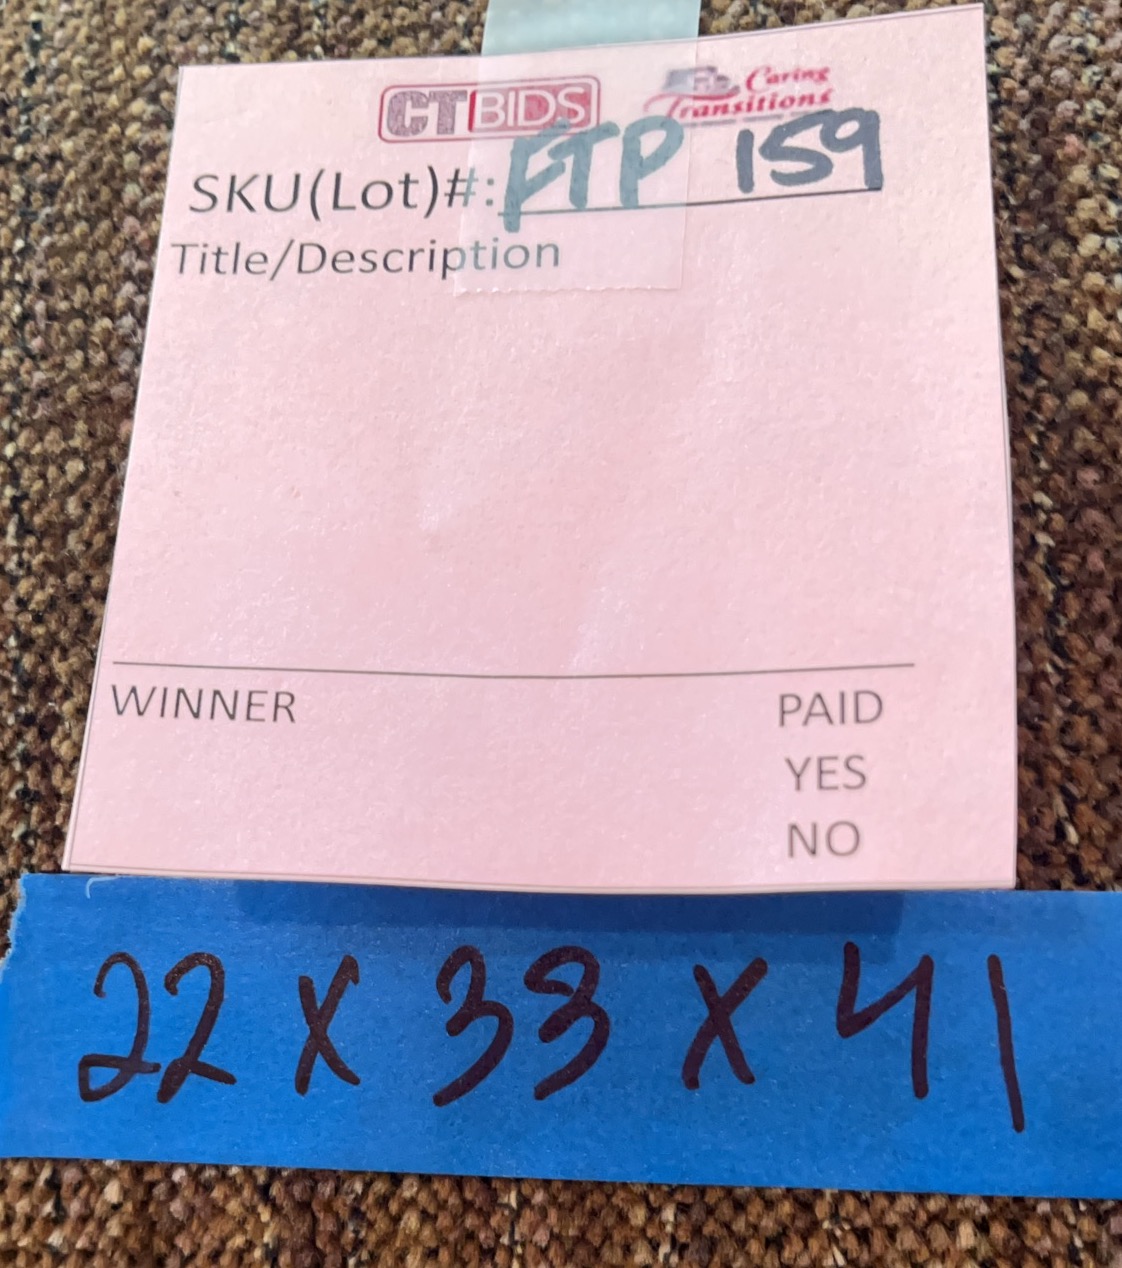 CTBIDS Caring Transitions
SKU(Lot)#: FTP 159
Title/Description
WINNER PAID
YES
NO
22 x 33 x 41